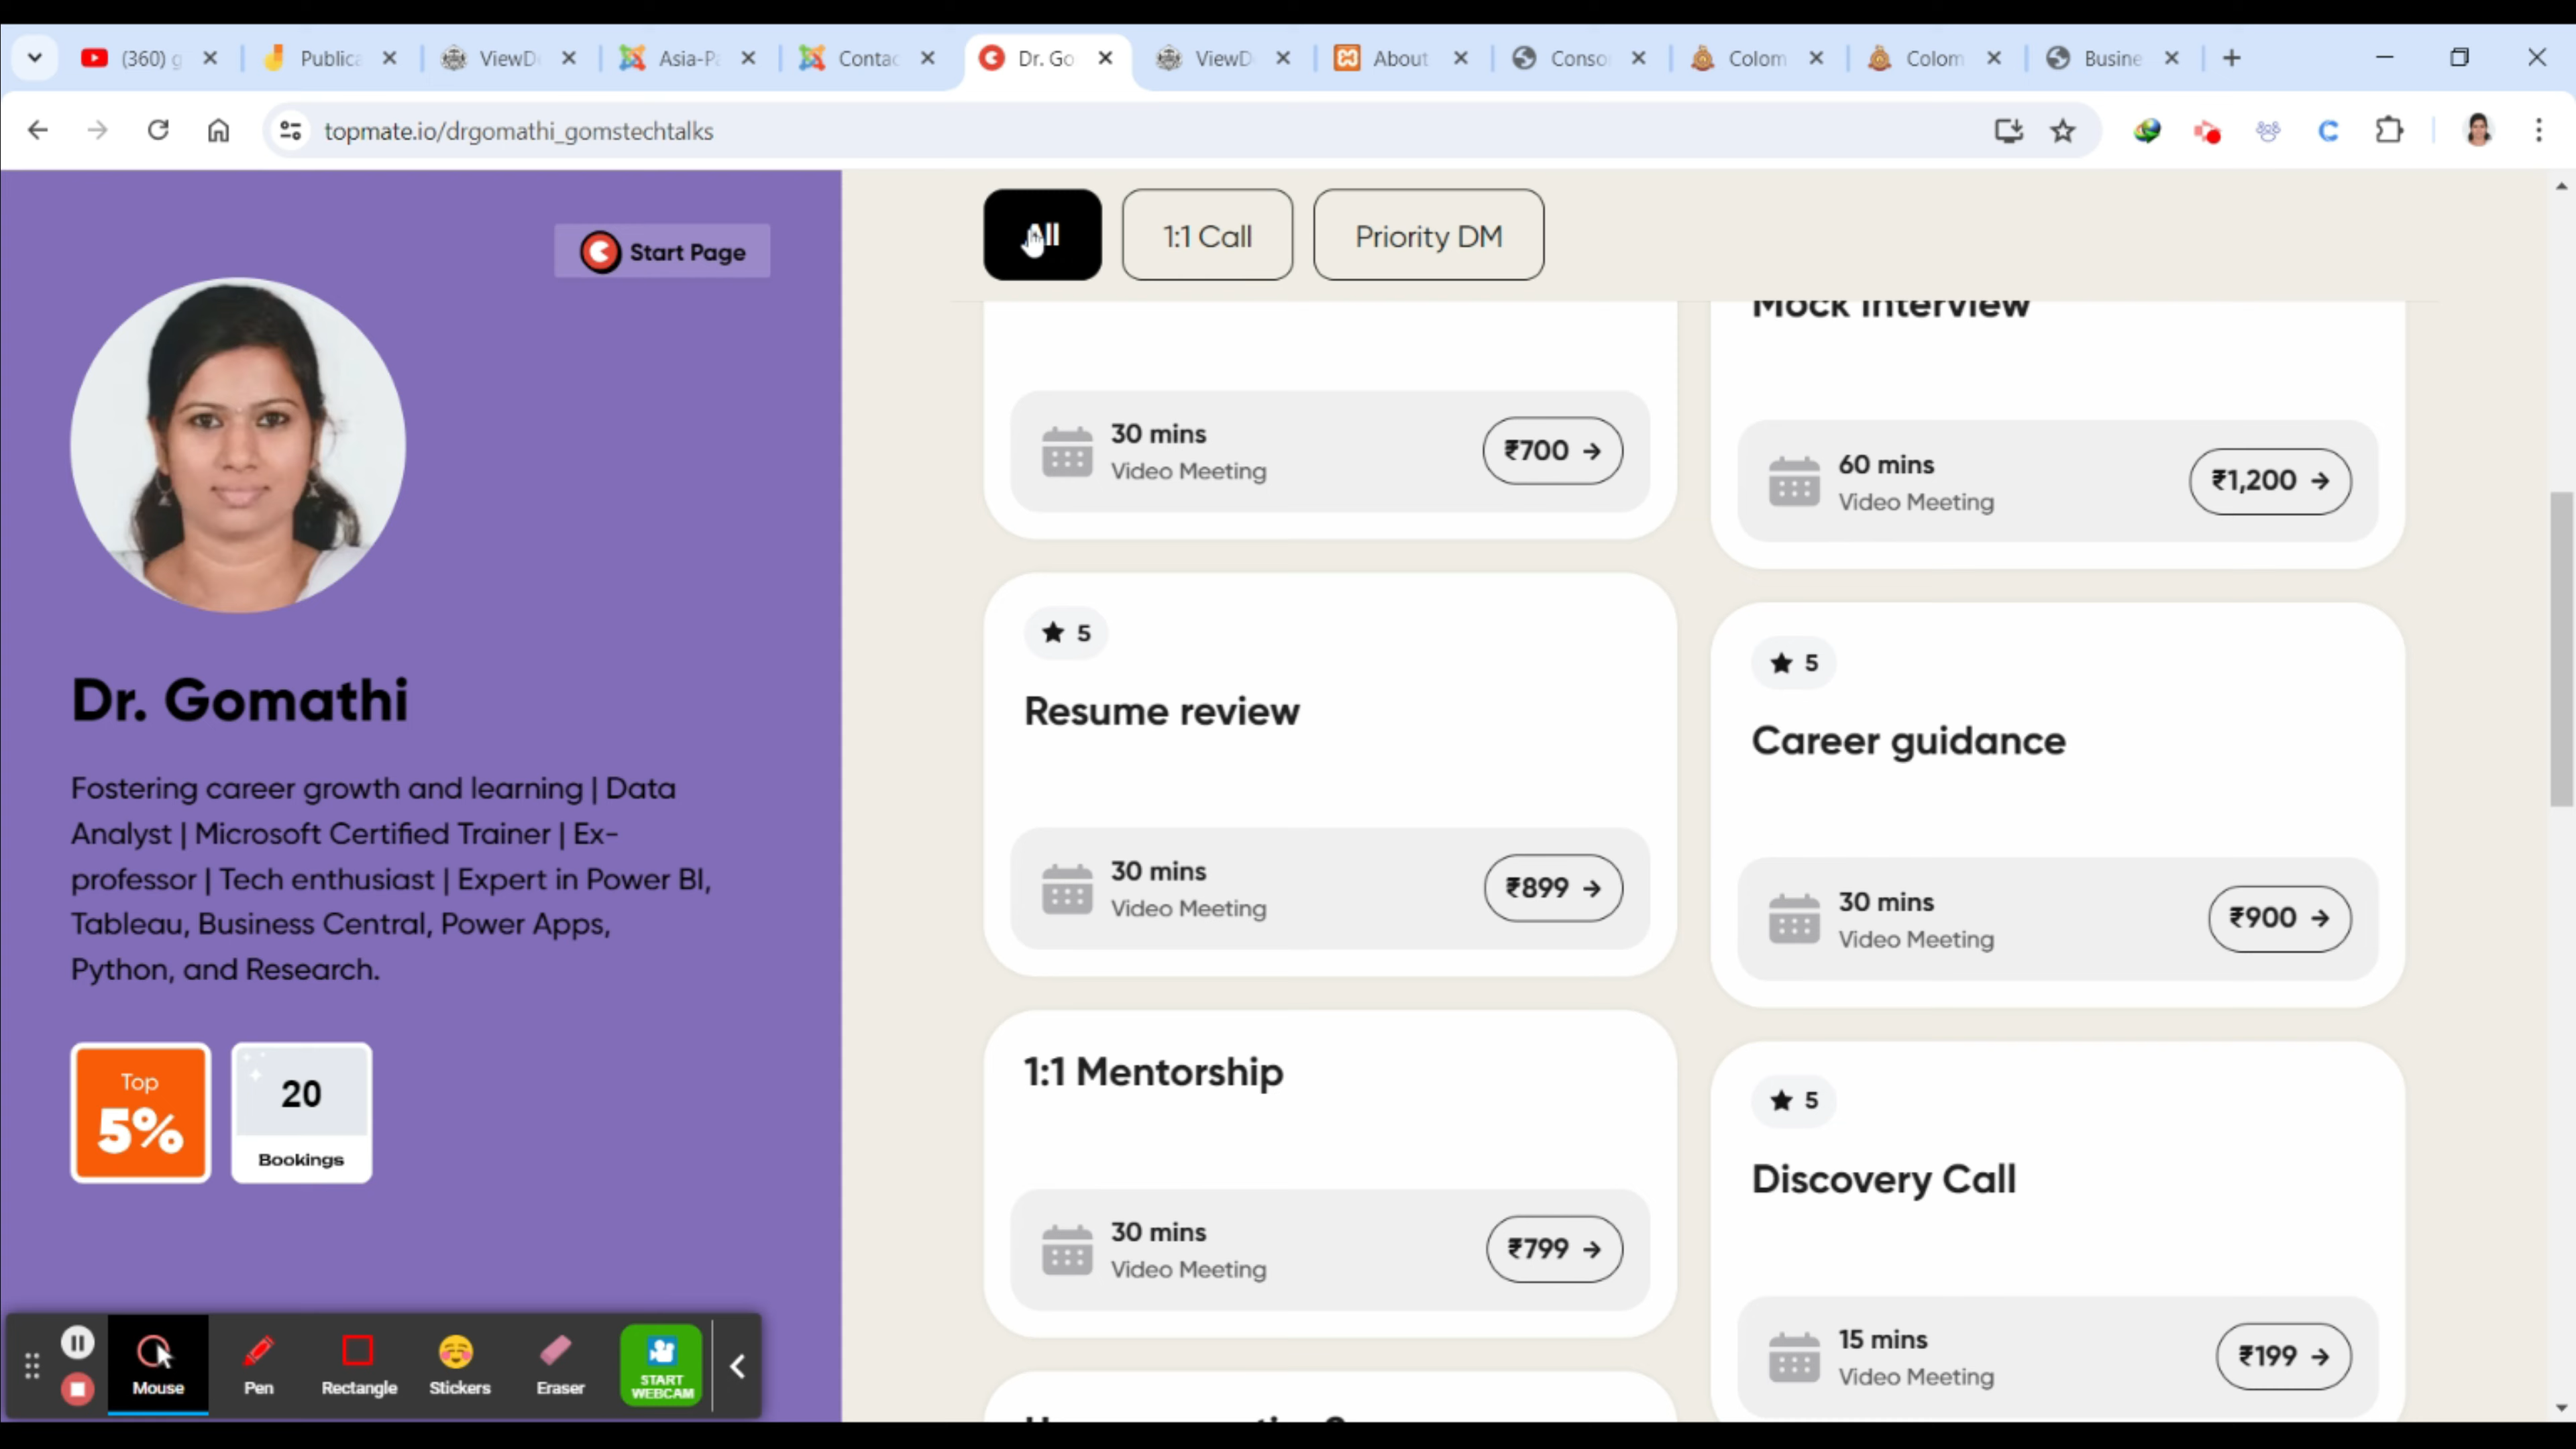 (360) g
Publica
ViewD
Asia-Pa
Contac
Dr. Go
ViewD
About
Conso
Colom
Colom
Busine
topmate.io/drgomathi_gomstechtalks
Start Page
Dr. Gomathi
Fostering career growth and learning | Data
Analyst | Microsoft Certified Trainer | Ex-
professor | Tech enthusiast | Expert in Power BI,
Tableau, Business Central, Power Apps,
Python, and Research.
Top
5%
20
Bookings
All
1:1 Call
Priority DM
30 mins
Video Meeting
₹700 →
Mock Interview
60 mins
Video Meeting
₹1,200 →
★ 5
Resume review
30 mins
Video Meeting
₹899 →
★ 5
Career guidance
30 mins
Video Meeting
₹900 →
1:1 Mentorship
30 mins
Video Meeting
₹799 →
★ 5
Discovery Call
15 mins
Video Meeting
₹199 →
Mouse
Pen
Rectangle
Stickers
Eraser
START
WEBCAM